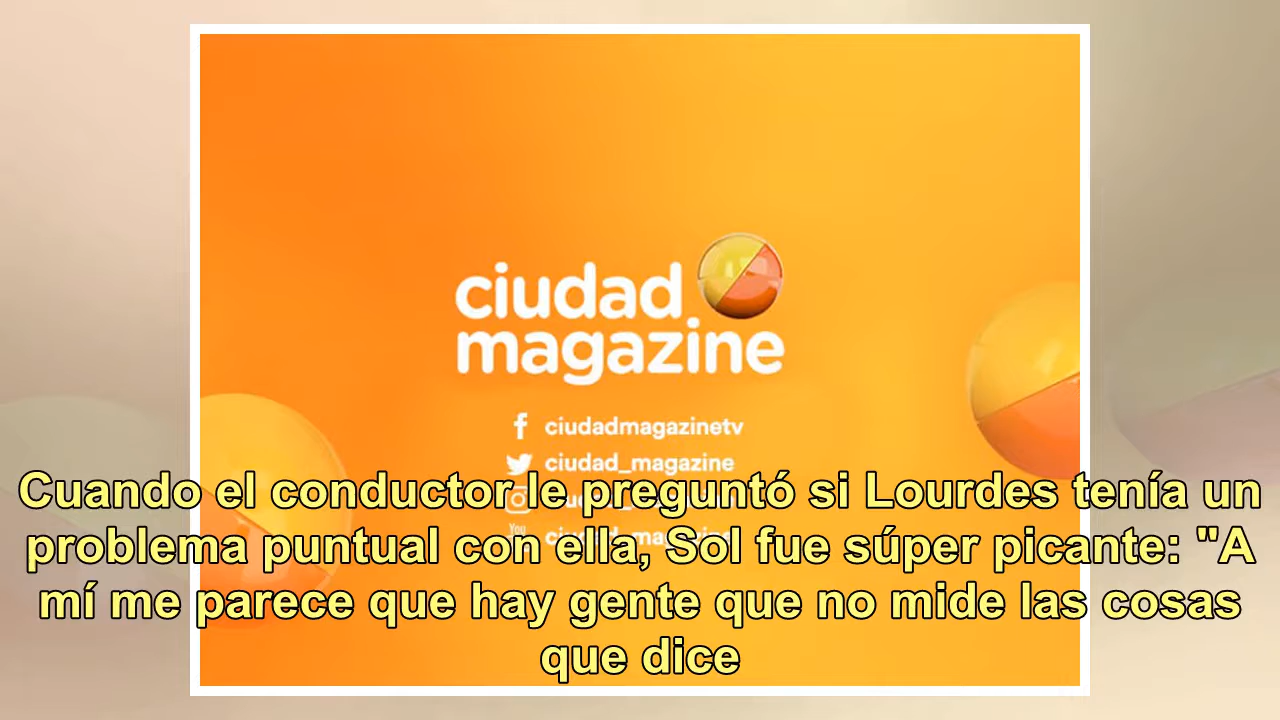 ciudad
magazine
ciudadmagazinetv
ciudad_magazine
You
Cuando el conductor le preguntó si Lourdes tenía un
problema puntual con ella, Sol fue súper picante: "A
mí me parece que hay gente que no mide las cosas
que dice